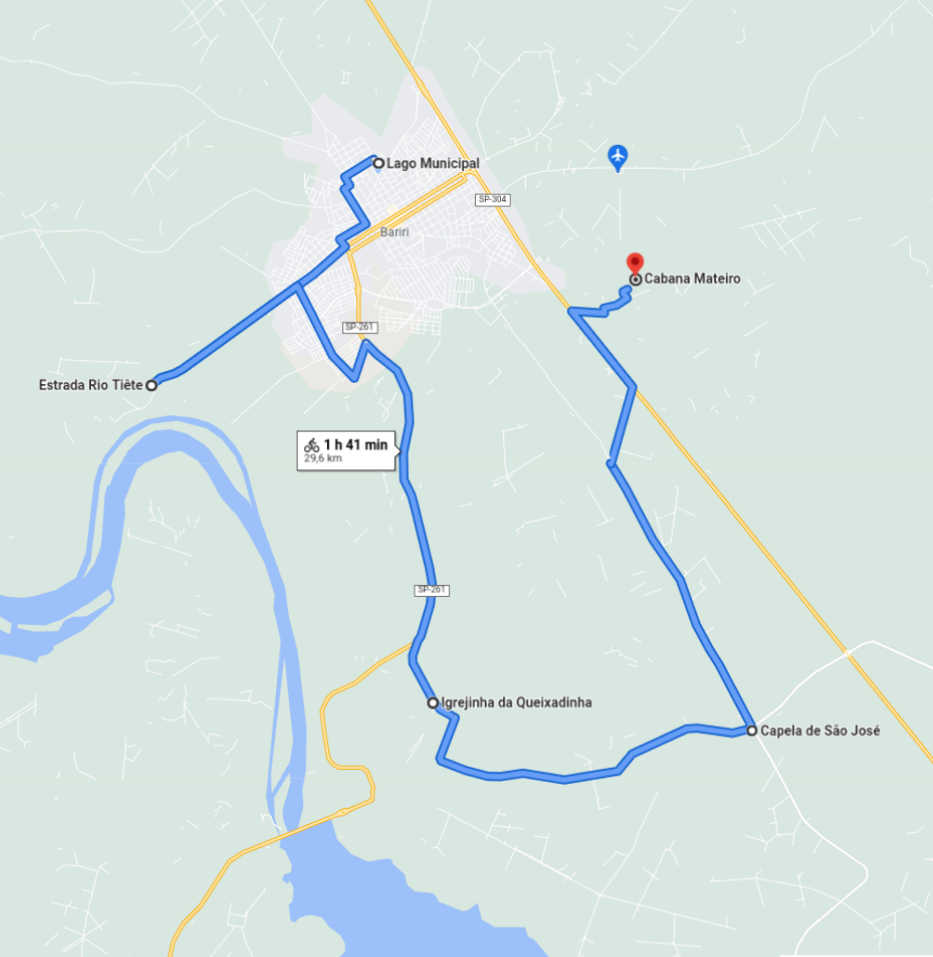 Lago Municipal
SP-304
Bariri
Cabana Mateiro
SP-261
Estrada Rio Tiête
1 h 41 min
29,6 km
SP-261
Igrejinha da Queixadinha
Capela de São José